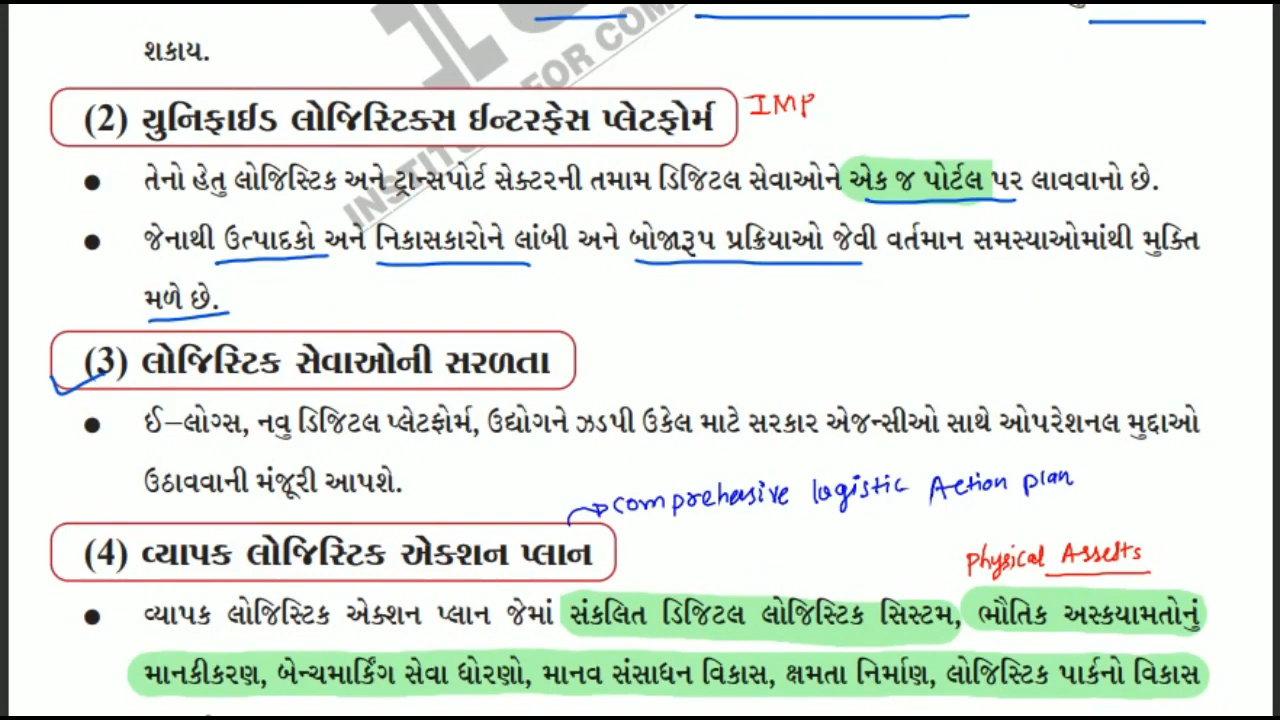 શકાય.
(2) યુનિફાઈડ લોજિસ્ટિક્સ ઈન્ટરફેસ પ્લેટફોર્મ IMP
● તેનો હેતુ લોજિસ્ટિક અને ટ્રાન્સપોર્ટ સેક્ટરની તમામ ડિજિટલ સેવાઓને એક જ પોર્ટલ પર લાવવાનો છે.
● જેનાથી ઉત્પાદકો અને નિકાસકારોને લાંબી અને બોજારૂપ પ્રક્રિયાઓ જેવી વર્તમાન સમસ્યાઓમાંથી મુક્તિ
મળે છે.
(3) લોજિસ્ટિક સેવાઓની સરળતા
● ઈ–લોગ્સ, નવુ ડિજિટલ પ્લેટફોર્મ, ઉદ્યોગને ઝડપી ઉકેલ માટે સરકાર એજન્સીઓ સાથે ઓપરેશનલ મુદ્દાઓ
ઉઠાવવાની મંજૂરી આપશે.
comprehensive logistic Action plan
(4) વ્યાપક લોજિસ્ટિક એક્શન પ્લાન
Physical Assets
● વ્યાપક લોજિસ્ટિક એક્શન પ્લાન જેમાં સંકલિત ડિજિટલ લોજિસ્ટિક સિસ્ટમ, ભૌતિક અસ્કયામતોનું
માનકીકરણ, બેન્ચમાર્કિંગ સેવા ધોરણો, માનવ સંસાધન વિકાસ, ક્ષમતા નિર્માણ, લોજિસ્ટિક પાર્કનો વિકાસ